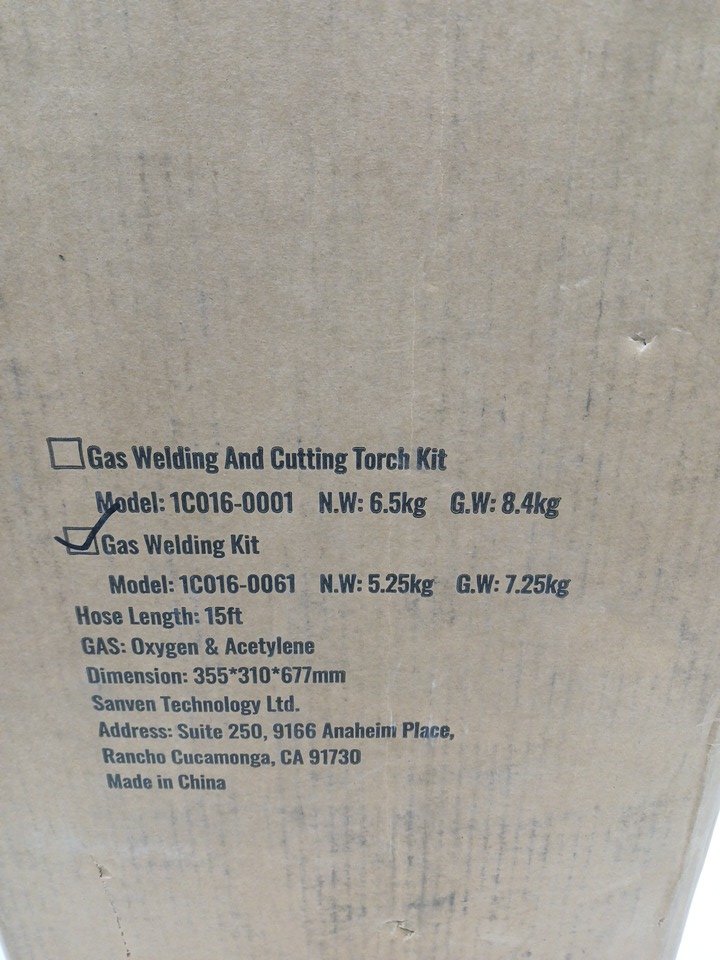 Gas Welding And Cutting Torch Kit
Model: 1C016-0001 N.W: 6.5kg G.W: 8.4kg
Gas Welding Kit
Model: 1C016-0061 N.W: 5.25kg G.W: 7.25kg
Hose Length: 15ft
GAS: Oxygen & Acetylene
Dimension: 355*310*677mm
Sanven Technology Ltd.
Address: Suite 250, 9166 Anaheim Place,
Rancho Cucamonga, CA 91730
Made in China